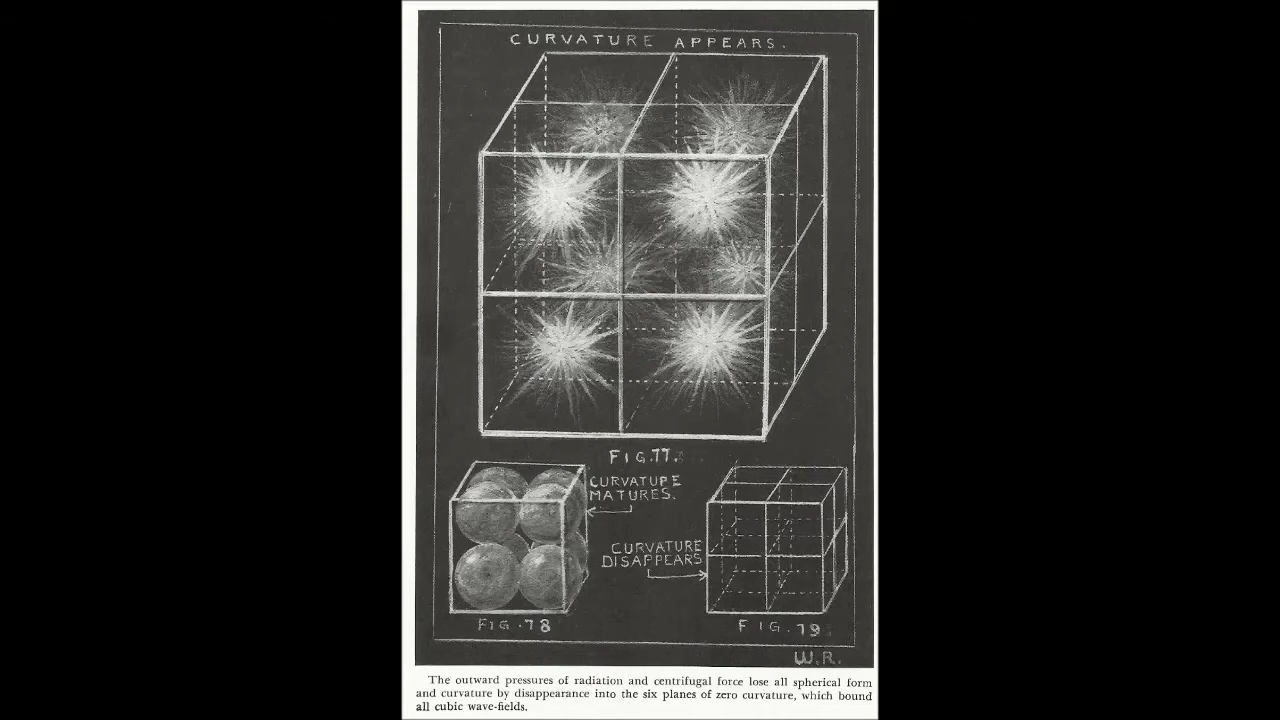 CURVATURE APPEARS.
FIG.77.
CURVATURE
MATURES.
CURVATURE
DISAPPEARS
FIG.78
FIG.79
W.R.
The outward pressures of radiation and centrifugal force lose all spherical form
and curvature by disappearance into the six planes of zero curvature, which bound
all cubic wave-fields.